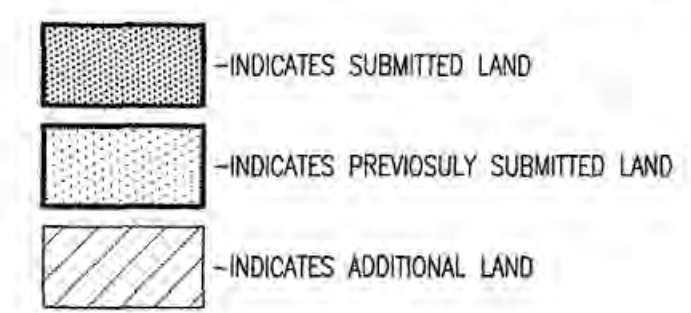 -INDICATES SUBMITTED LAND
-INDICATES PREVIOSULY SUBMITTED LAND
-INDICATES ADDITIONAL LAND